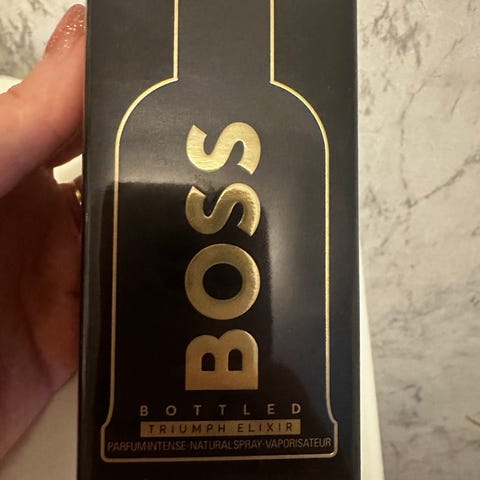 BOSS
BOTTLED
TRIUMPH ELIXIR
PARFUM INTENSE · NATURAL SPRAY · VAPORISATEUR